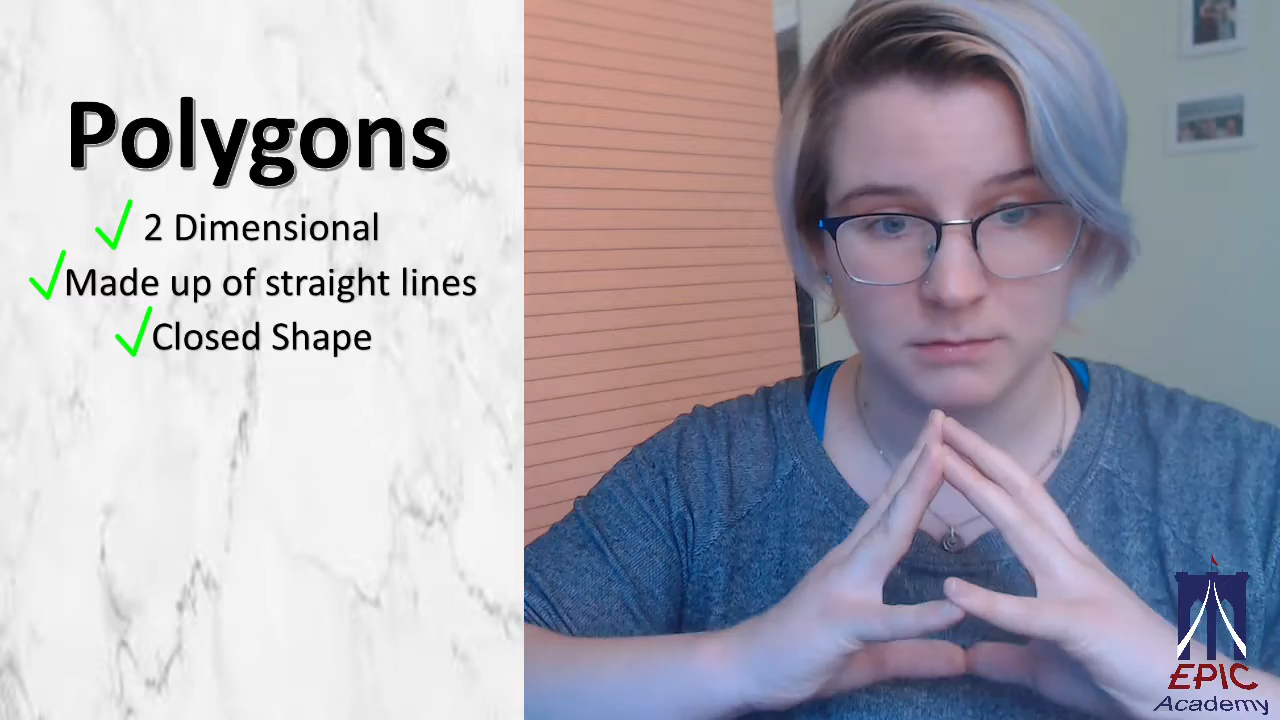 Polygons
2 Dimensional
Made up of straight lines
Closed Shape
EPIC
Academy